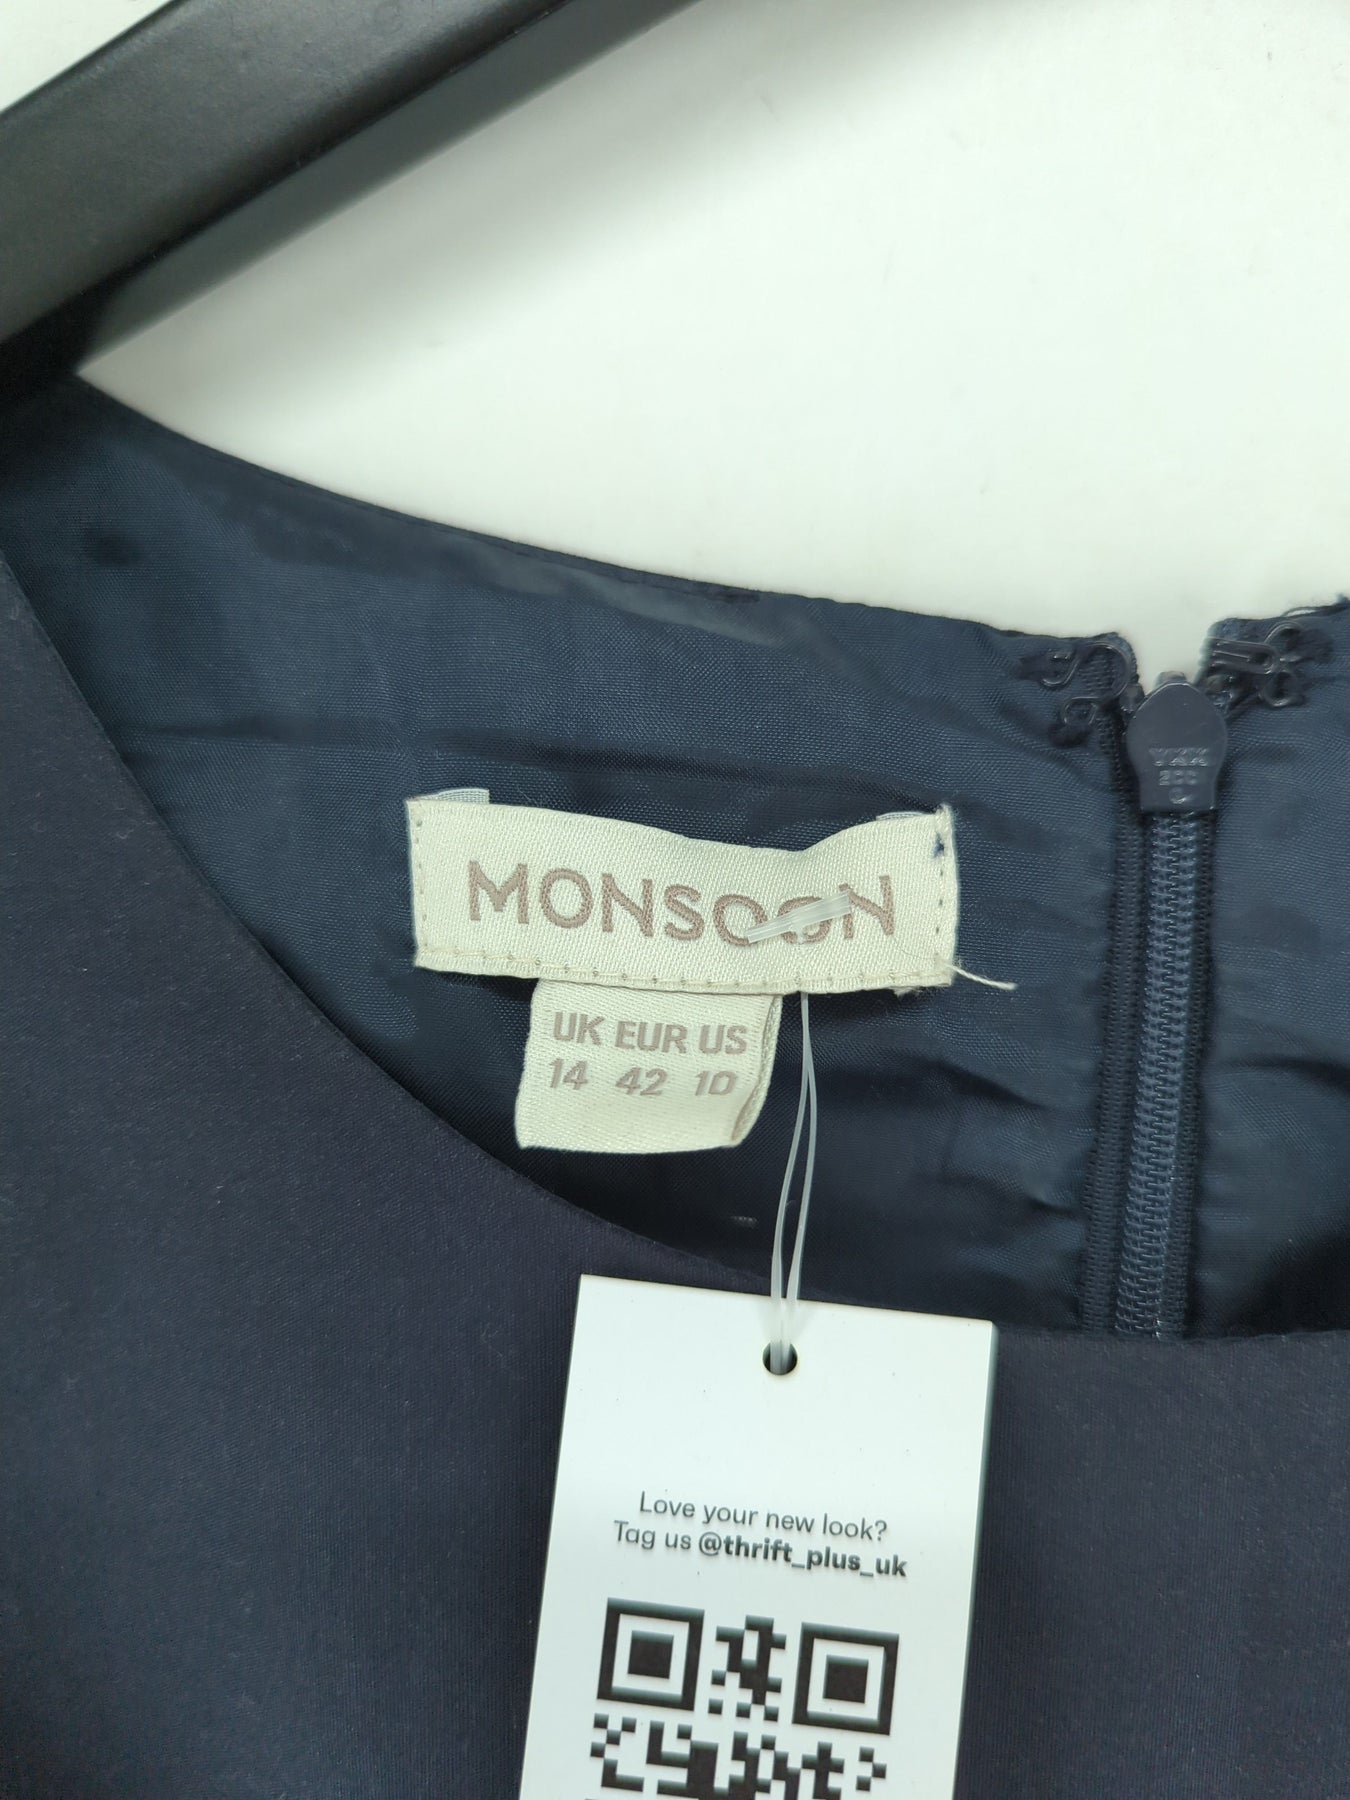 MONSOON
UK EUR US
14 42 10
Love your new look?
Tag us @thrift_plus_uk